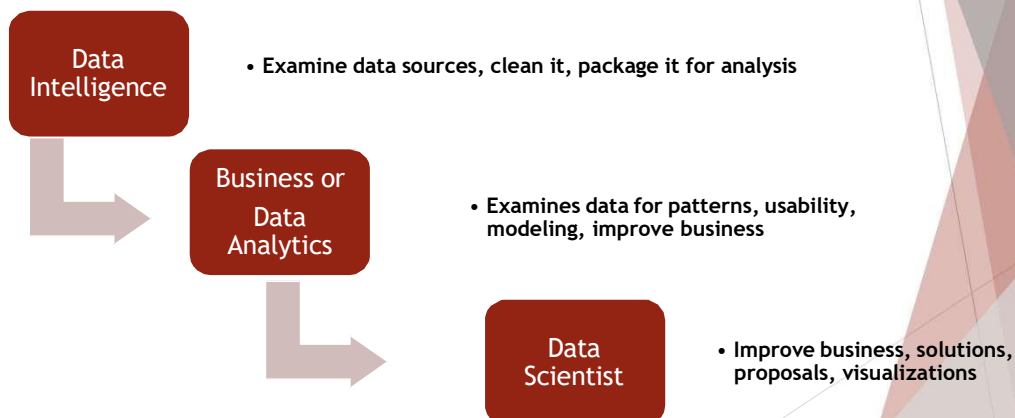 Data
Intelligence
• Examine data sources, clean it, package it for analysis
Business or
Data
Analytics
• Examines data for patterns, usability,
modeling, improve business
Data
Scientist
• Improve business, solutions,
proposals, visualizations